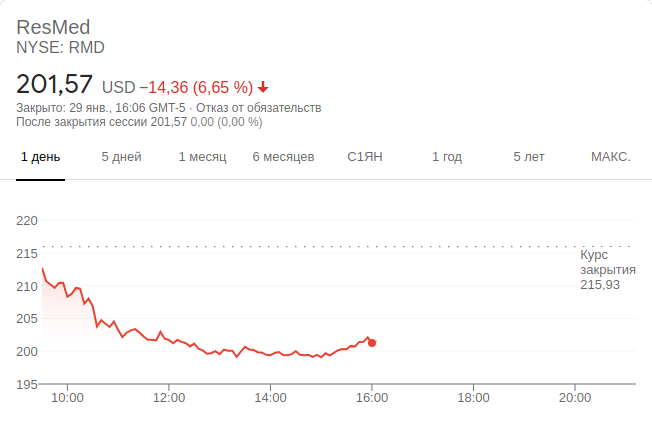 ResMed
NYSE: RMD
201,57 USD −14,36 (6,65 %)
Закрыто: 29 янв., 16:06 GMT-5 · Отказ от обязательств
После закрытия сессии 201,57 0,00 (0,00 %)
1 день 5 дней 1 месяц 6 месяцев С1ЯН 1 год 5 лет МАКС.
220
215
210
205
200
195
Курс
закрытия
215,93
10:00 12:00 14:00 16:00 18:00 20:00